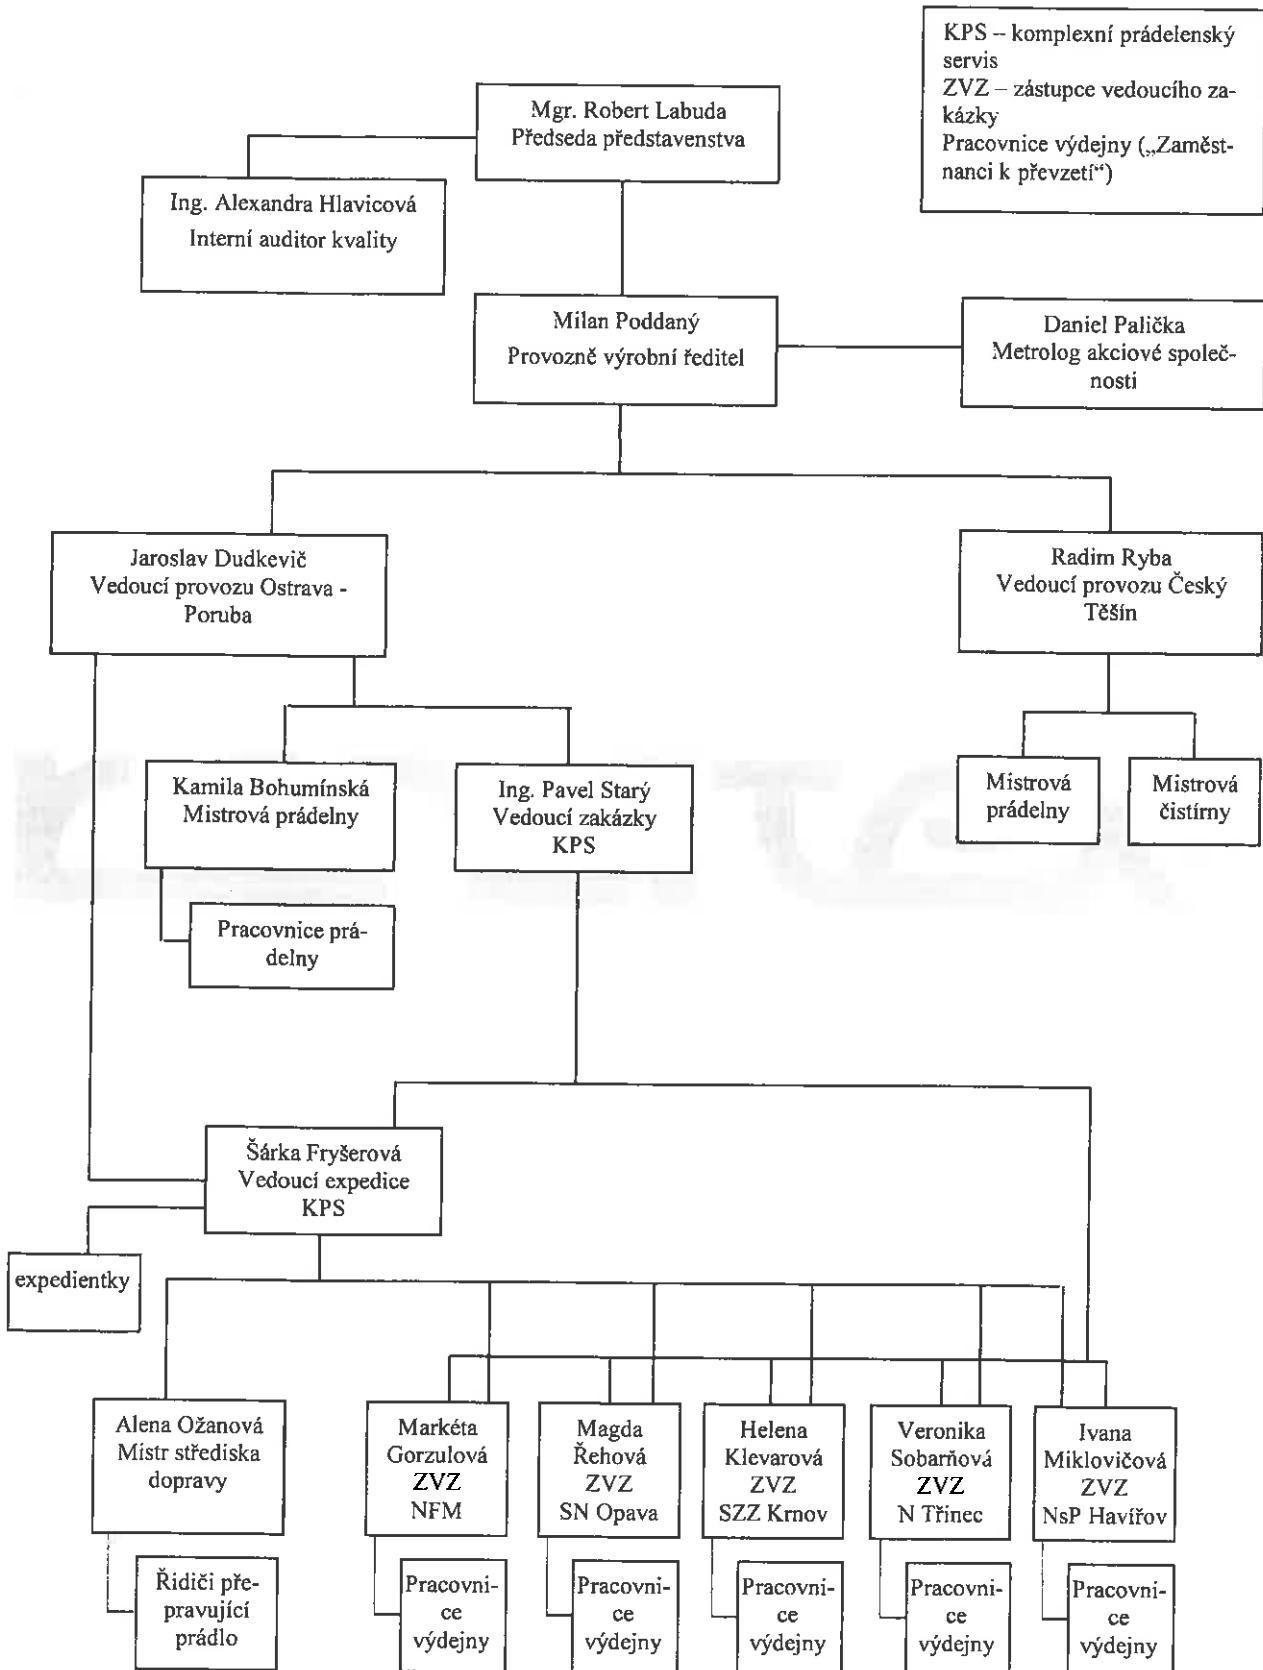 KPS – komplexní prádelenský
servis
ZVZ – zástupce vedoucího za-
kázky
Pracovnice výdejny („Zaměst-
nanci k převzetí“)
Mgr. Robert Labuda
Předseda představenstva
Ing. Alexandra Hlavicová
Interní auditor kvality
Milan Poddaný
Provozně výrobní ředitel
Daniel Palička
Metrolog akciové společ-
nosti
Jaroslav Dudkevič
Vedoucí provozu Ostrava -
Poruba
Radim Ryba
Vedoucí provozu Český
Těšín
Kamila Bohumínská
Mistrová prádelny
Ing. Pavel Starý
Vedoucí zakázky
KPS
Mistrová
prádelny
Mistrová
čistírny
Pracovnice prá-
delny
Šárka Fryšerová
Vedoucí expedice
KPS
expedientky
Alena Ožanová
Mistr střediska
dopravy
Markéta
Gorzulová
ZVZ
NFM
Magda
Řehová
ZVZ
SN Opava
Helena
Klevarová
ZVZ
SZZ Krnov
Veronika
Sobarňová
ZVZ
N Třinec
Ivana
Miklovičová
ZVZ
NsP Havířov
Řidiči pře-
pravující
prádlo
Pracovni-
ce
výdejny
Pracovni-
ce
výdejny
Pracovni-
ce
výdejny
Pracovni-
ce
výdejny
Pracovni-
ce
výdejny